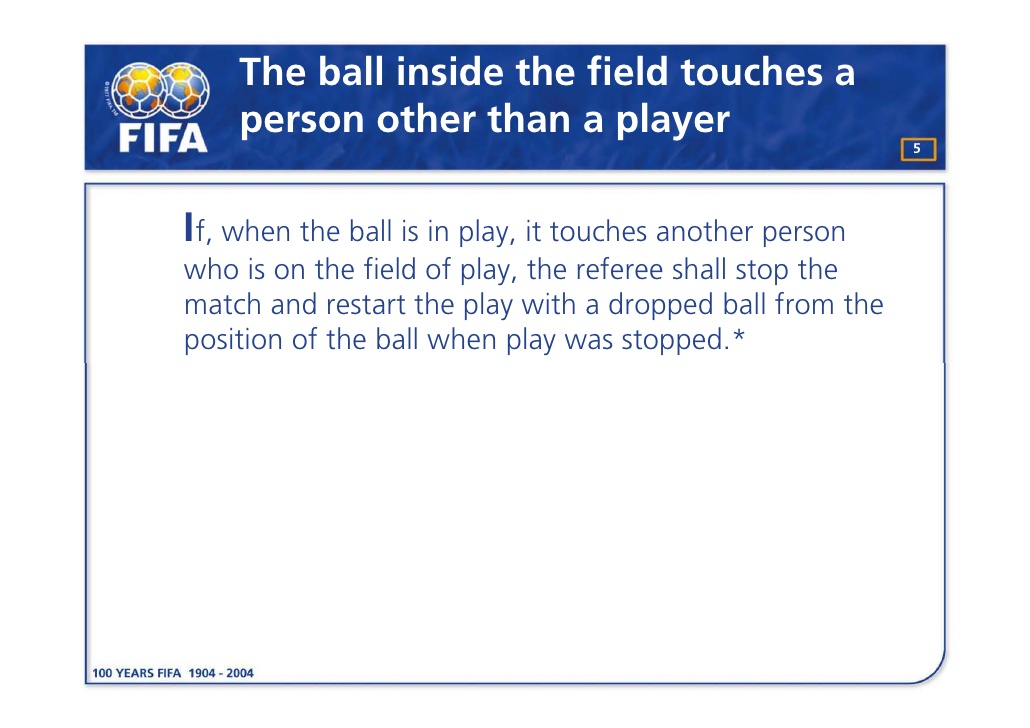 The ball inside the field touches a
person other than a player
FIFA
5
If, when the ball is in play, it touches another person
who is on the field of play, the referee shall stop the
match and restart the play with a dropped ball from the
position of the ball when play was stopped.*
100 YEARS FIFA 1904 - 2004